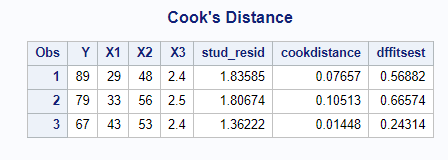 Cook's Distance
Obs Y X1 X2 X3 stud_resid cookdistance dffitsest
1 89 29 48 2.4 1.83585 0.07657 0.56882
2 79 33 56 2.5 1.80674 0.10513 0.66574
3 67 43 53 2.4 1.36222 0.01448 0.24314